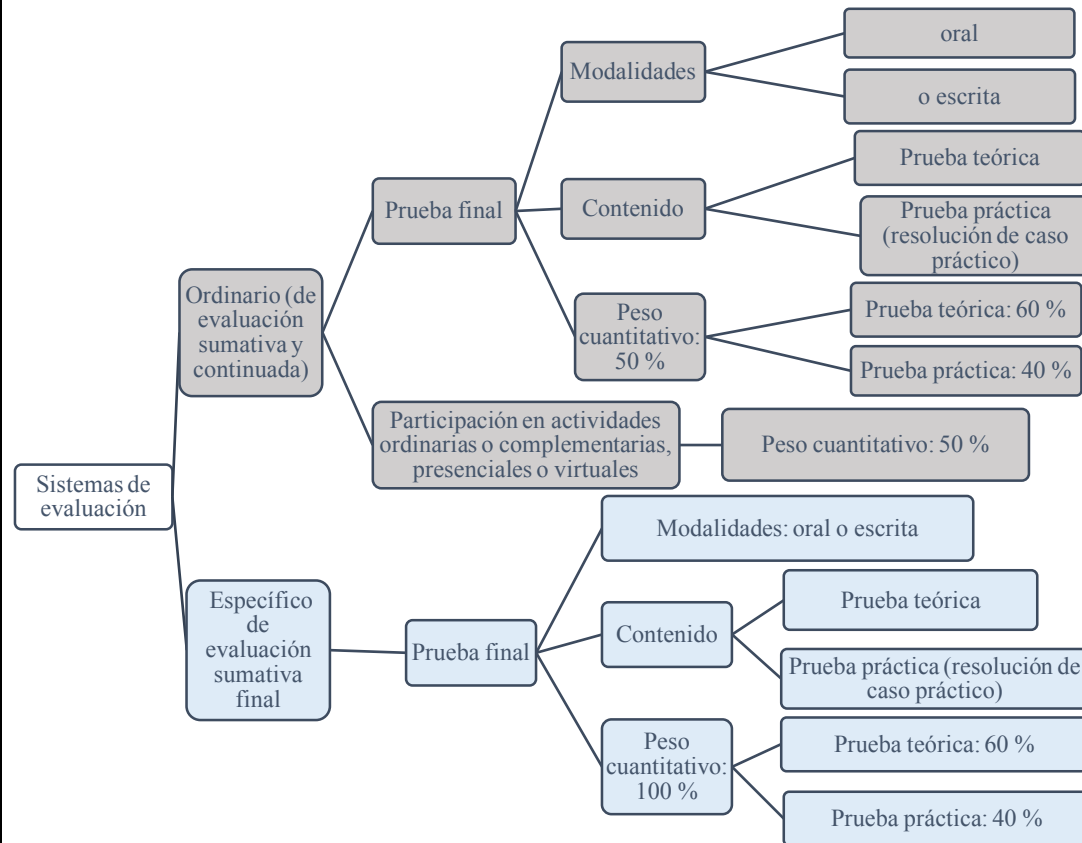 oral
Modalidades
o escrita
Prueba teórica
Prueba final
Contenido
Prueba práctica
(resolución de caso
práctico)
Ordinario (de
evaluación
sumativa y
continuada)
Peso
cuantitativo:
50 %
Prueba teórica: 60 %
Prueba práctica: 40 %
Participación en actividades
ordinarias o complementarias,
presenciales o virtuales
Peso cuantitativo: 50 %
Sistemas de
evaluación
Modalidades: oral o escrita
Específico
de
evaluación
sumativa
final
Prueba final
Contenido
Prueba teórica
Prueba práctica (resolución de
caso práctico)
Peso
cuantitativo:
100 %
Prueba teórica: 60 %
Prueba práctica: 40 %